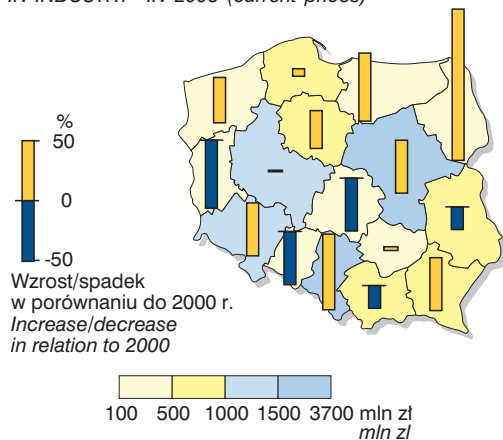 IN INDUSTRY IN 2003 (current prices)
%
50
0
-50
Wzrost/spadek
w porównaniu do 2000 r.
Increase/decrease
in relation to 2000
100 500 1000 1500 3700 mln zł
mln zl